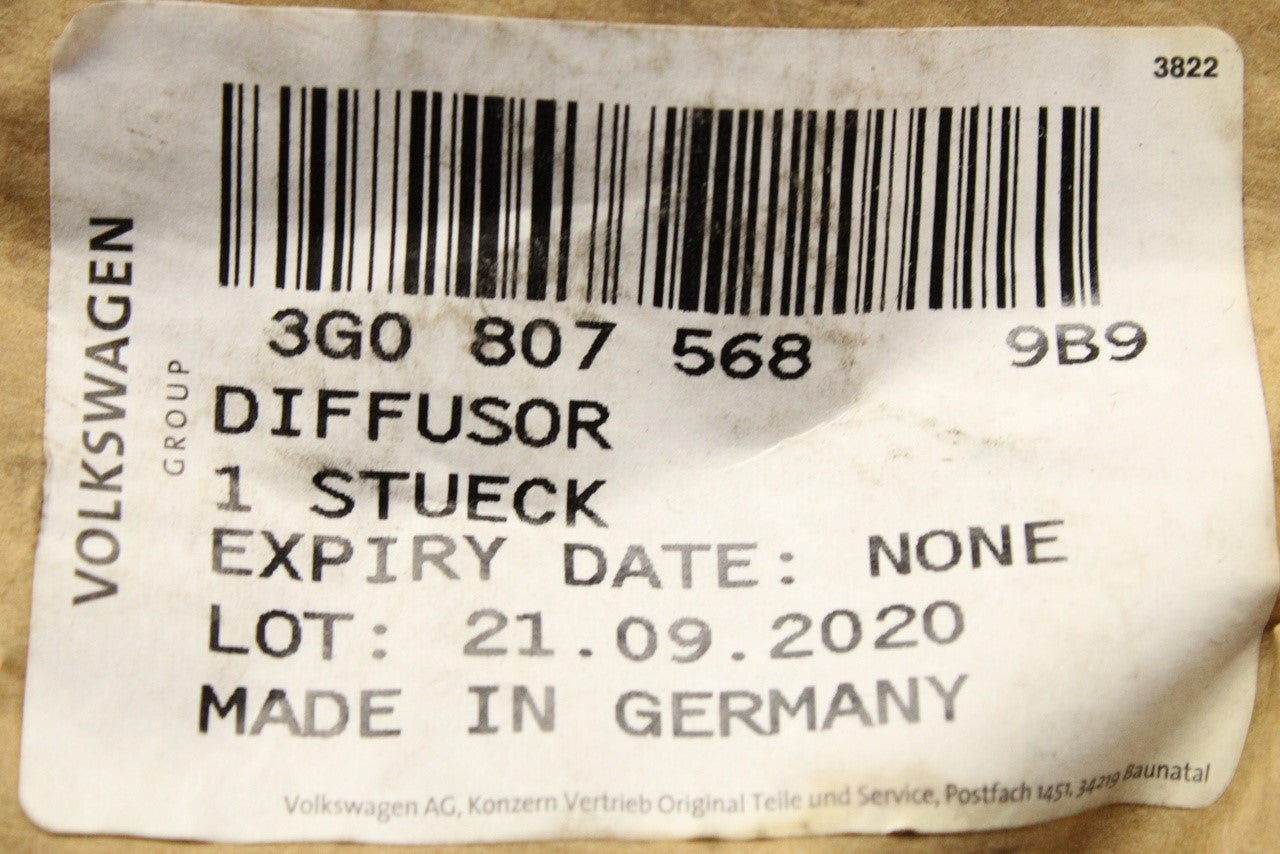 3822
VOLKSWAGEN
GROUP
3G0 807 568 9B9
DIFFUSOR
1 STUECK
EXPIRY DATE: NONE
LOT: 21.09.2020
MADE IN GERMANY
Volkswagen AG, Konzern Vertrieb Original Teile und Service, Postfach 1451, 34219 Baunatal